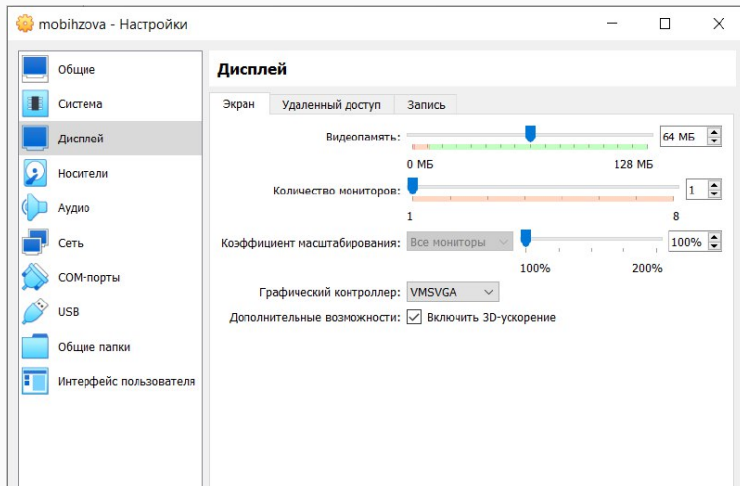 mobihzova - Настройки
Общие
Система
Дисплей
Носители
Аудио
Сеть
COM-порты
USB
Общие папки
Интерфейс пользователя
Дисплей
Экран Удаленный доступ Запись
Видеопамять: 64 МБ
0 МБ 128 МБ
Количество мониторов: 1
1 8
Коэффициент масштабирования: Все мониторы 100%
100% 200%
Графический контроллер: VMSVGA
Дополнительные возможности: Включить 3D-ускорение